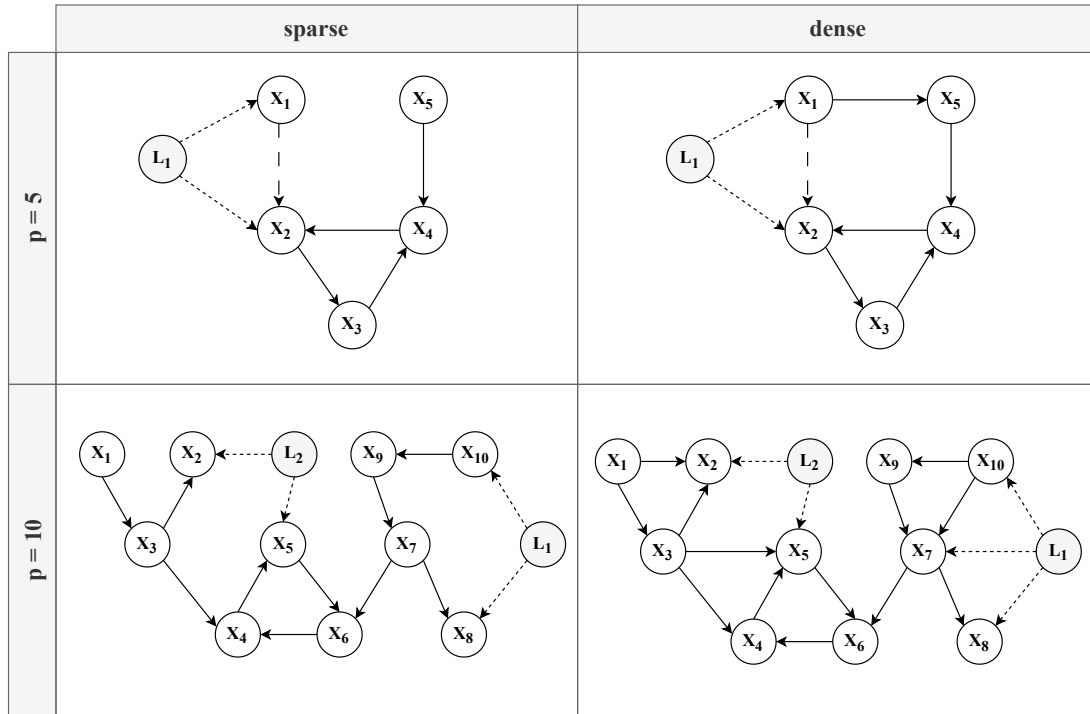 sparse
dense
p = 5
X1
X5
L1
X2
X4
X3
X1
X5
L1
X2
X4
X3
p = 10
X1
X2
L2
X9
X10
X3
X5
X7
L1
X4
X6
X8
X1
X2
L2
X9
X10
X3
X5
X7
L1
X4
X6
X8